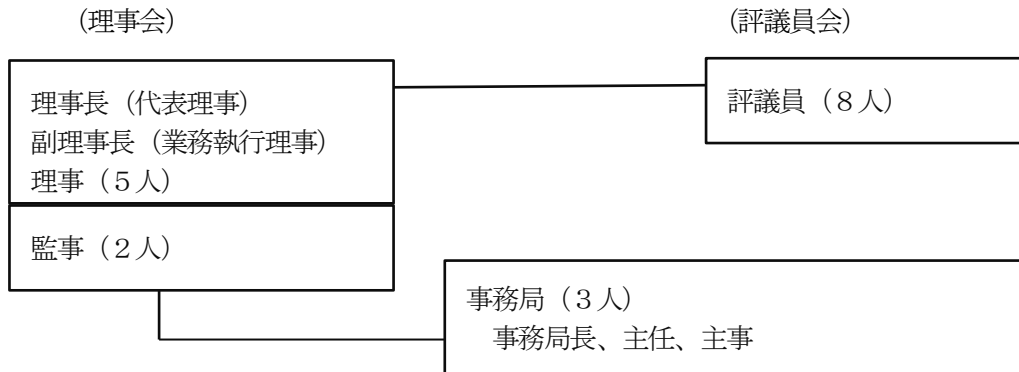 (理事会)
(評議員会)
理事長（代表理事）
副理事長（業務執行理事）
理事（５人）
評議員（８人）
監事（２人）
事務局（３人）
事務局長、主任、主事